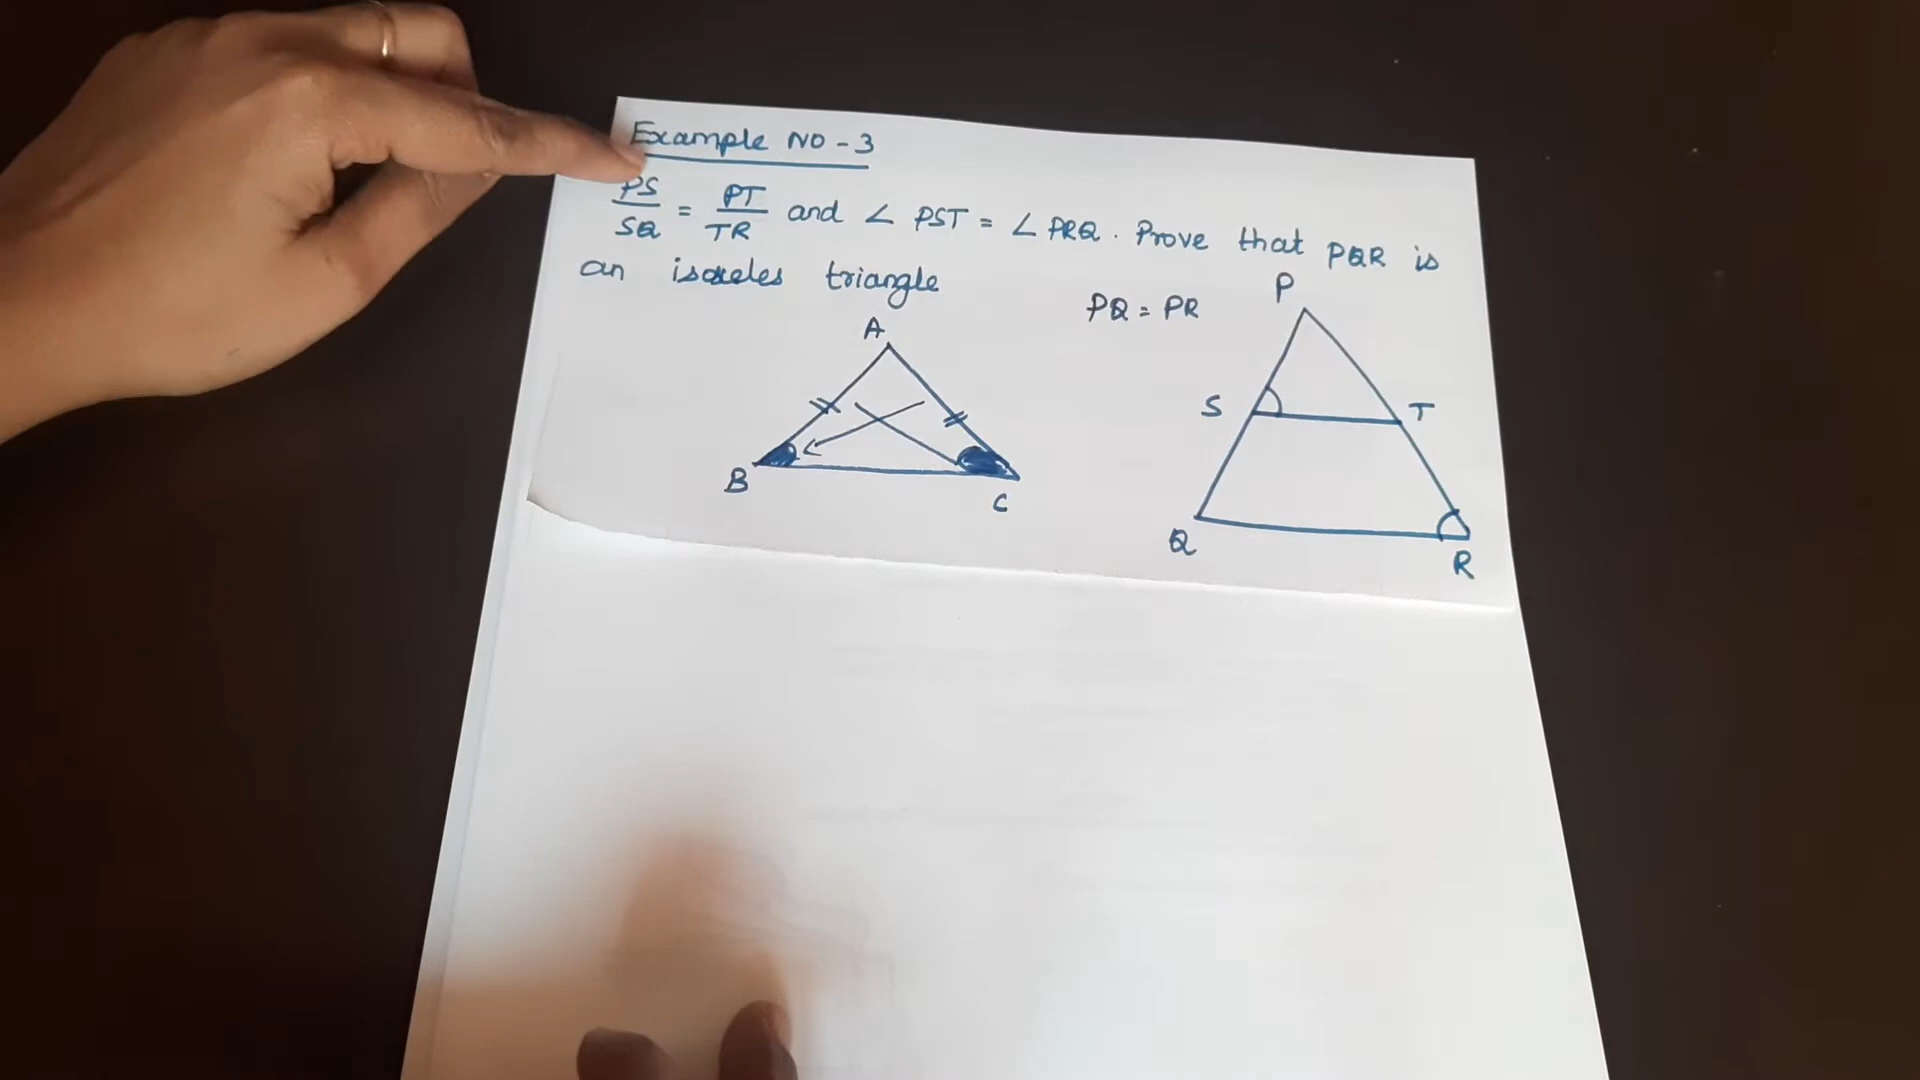 Example NO - 3
PS/SQ = PT/TR and ∠ PST = ∠ PRQ. Prove that PQR is
an isosceles triangle
PQ = PR
P
A
S
T
B
C
Q
R